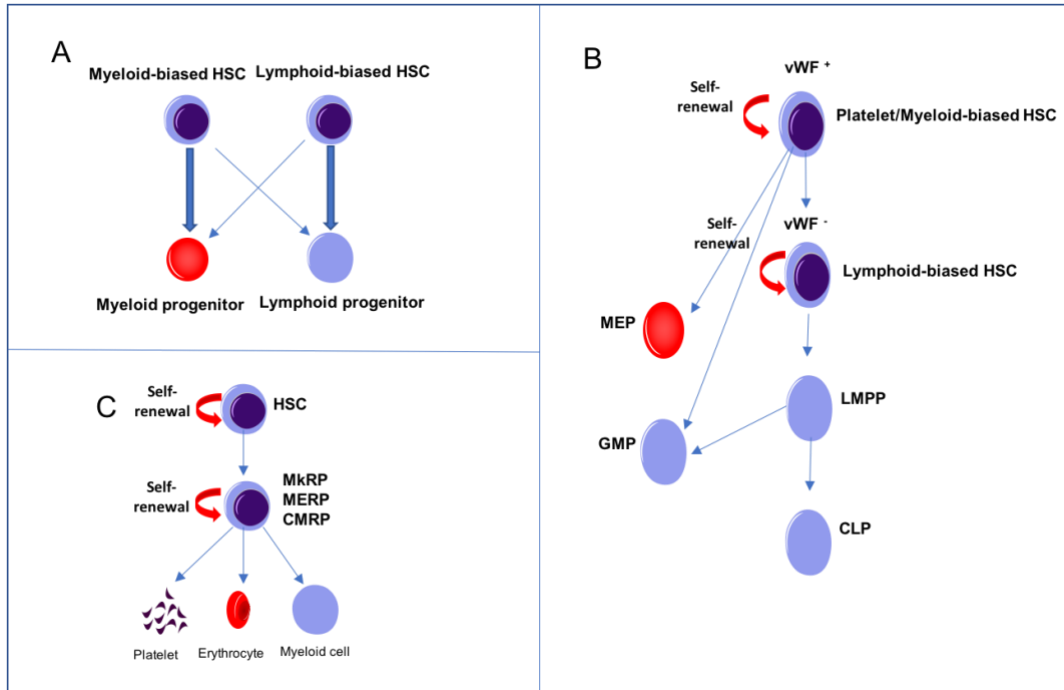 A
Myeloid-biased HSC
Lymphoid-biased HSC
Myeloid progenitor
Lymphoid progenitor
B
vWF +
Self-
renewal
Platelet/Myeloid-biased HSC
Self-
renewal
vWF -
Lymphoid-biased HSC
MEP
LMPP
GMP
CLP
C
Self-
renewal
HSC
Self-
renewal
MkRP
MERP
CMRP
Platelet
Erythrocyte
Myeloid cell